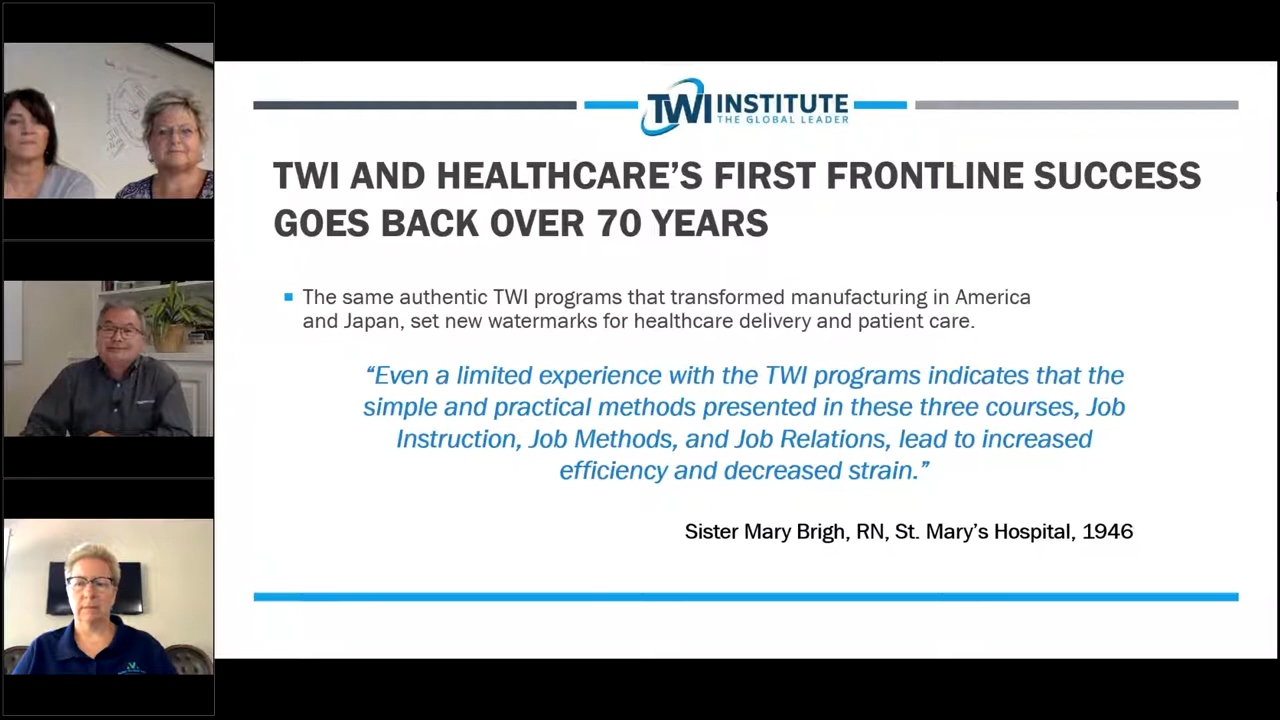 TWI INSTITUTE
THE GLOBAL LEADER
TWI AND HEALTHCARE'S FIRST FRONTLINE SUCCESS
GOES BACK OVER 70 YEARS
The same authentic TWI programs that transformed manufacturing in America
and Japan, set new watermarks for healthcare delivery and patient care.
“Even a limited experience with the TWI programs indicates that the
simple and practical methods presented in these three courses, Job
Instruction, Job Methods, and Job Relations, lead to increased
efficiency and decreased strain.”
Sister Mary Brigh, RN, St. Mary's Hospital, 1946